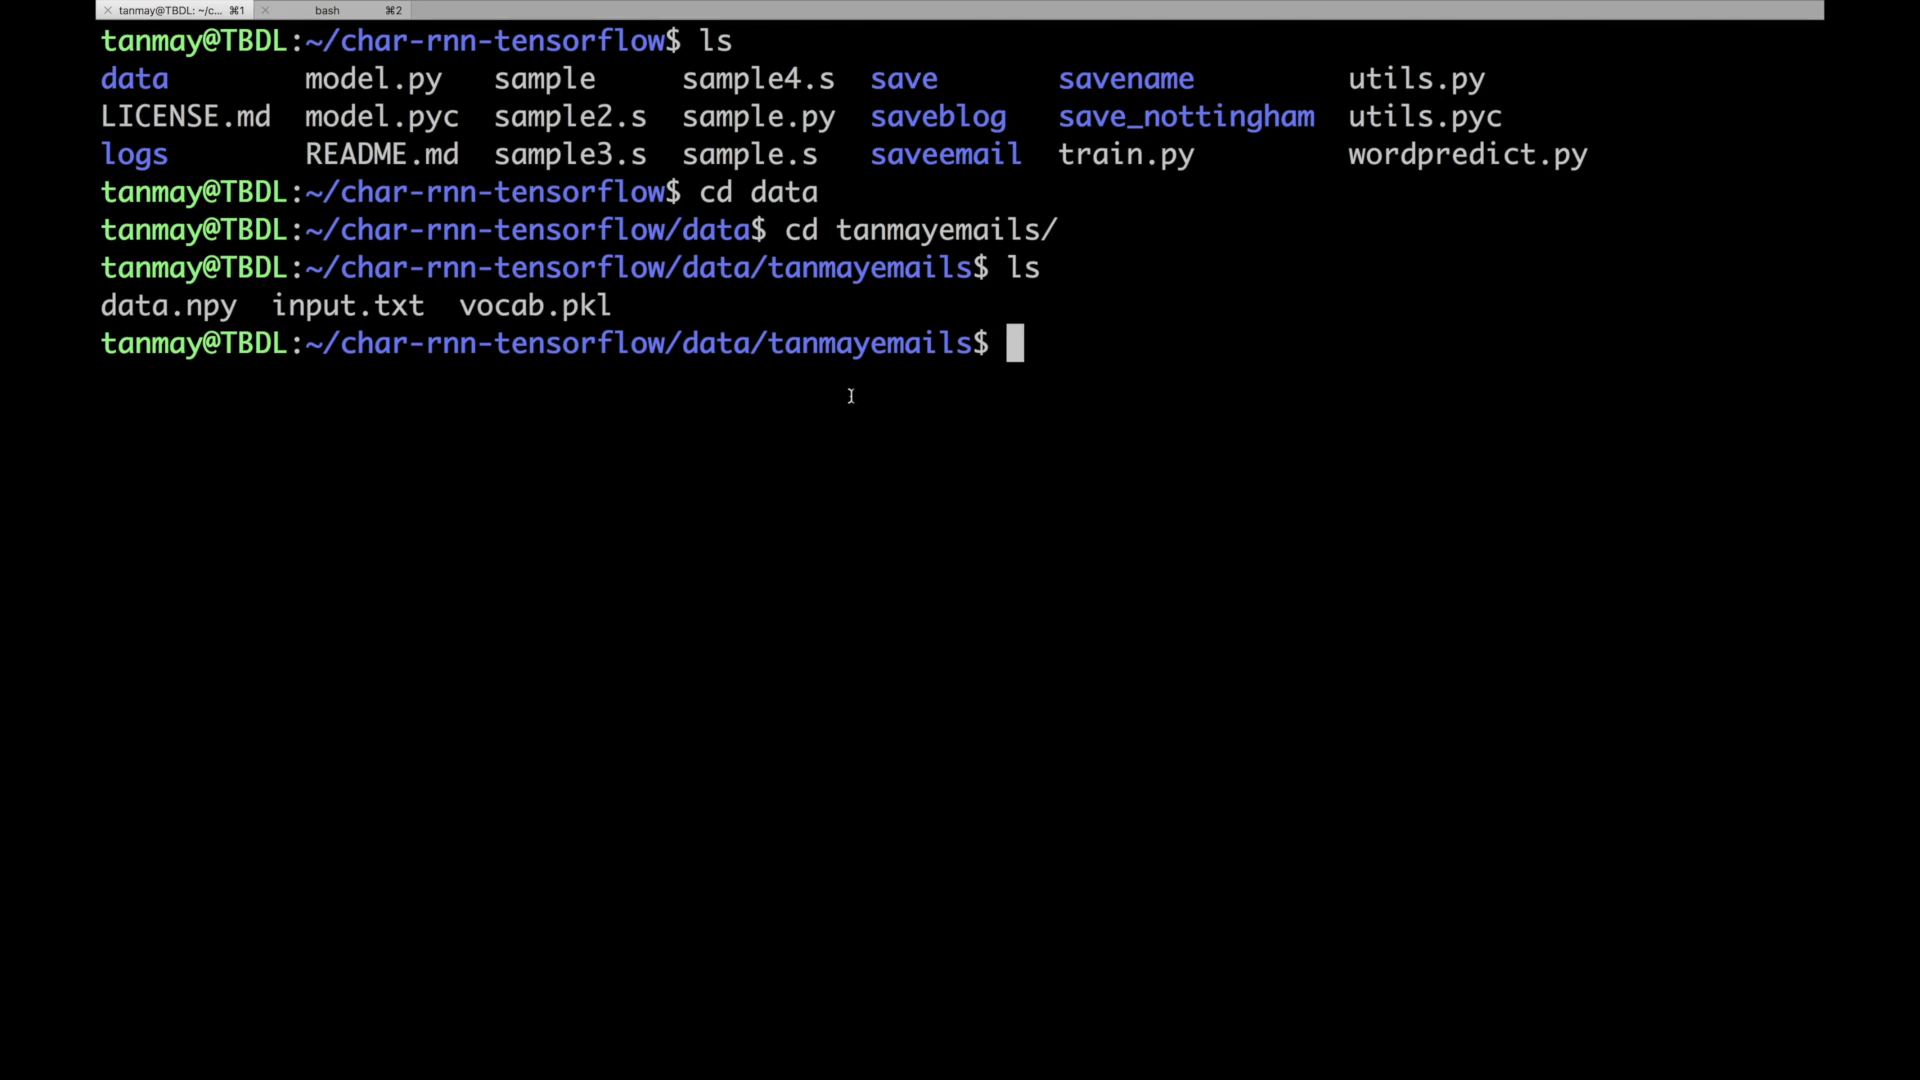 tanmay@TBDL: ~/c... ⌘1 bash ⌘2
tanmay@TBDL:~/char-rnn-tensorflow$ ls
data model.py sample sample4.s save savename utils.py
LICENSE.md model.pyc sample2.s sample.py saveblog save_nottingham utils.pyc
logs README.md sample3.s sample.s saveemail train.py wordpredict.py
tanmay@TBDL:~/char-rnn-tensorflow$ cd data
tanmay@TBDL:~/char-rnn-tensorflow/data$ cd tanmayemails/
tanmay@TBDL:~/char-rnn-tensorflow/data/tanmayemails$ ls
data.npy input.txt vocab.pkl
tanmay@TBDL:~/char-rnn-tensorflow/data/tanmayemails$